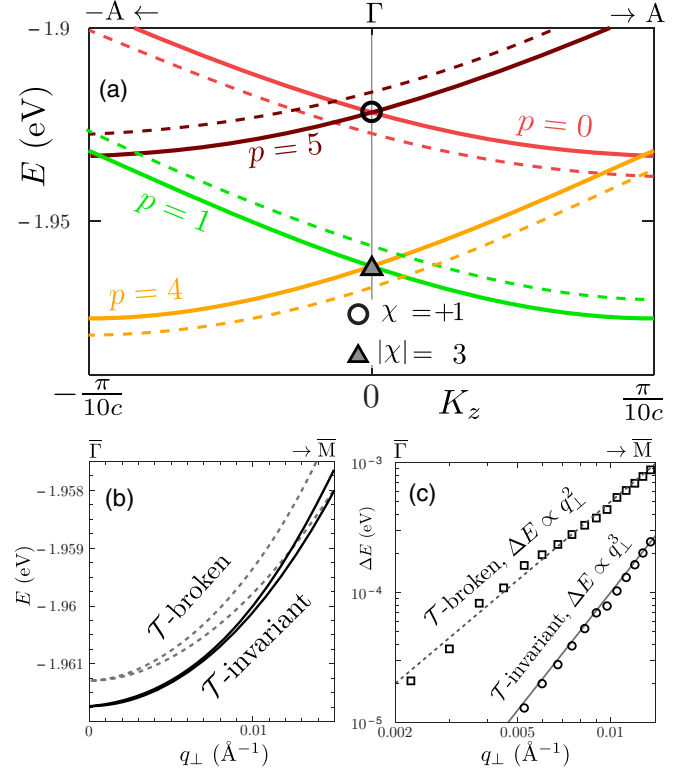 −A ← Γ → A
−1.9
(a)
p = 0
p = 5
E (eV)
−1.95
p = 1
p = 4
χ = +1
|χ| = 3
−π/10c 0 K_z π/10c
Γ̅ → M̅
−1.958
(b)
−1.959
𝒯-broken
E (eV)
−1.96
𝒯-invariant
−1.961
0 0.01
q⊥ (Å⁻¹)
Γ̅ → M̅
10⁻³
(c)
𝒯-broken, ΔE ∝ q⊥²
ΔE (eV)
10⁻⁴
𝒯-invariant, ΔE ∝ q⊥³
10⁻⁵
0.002 0.005 0.01
q⊥ (Å⁻¹)